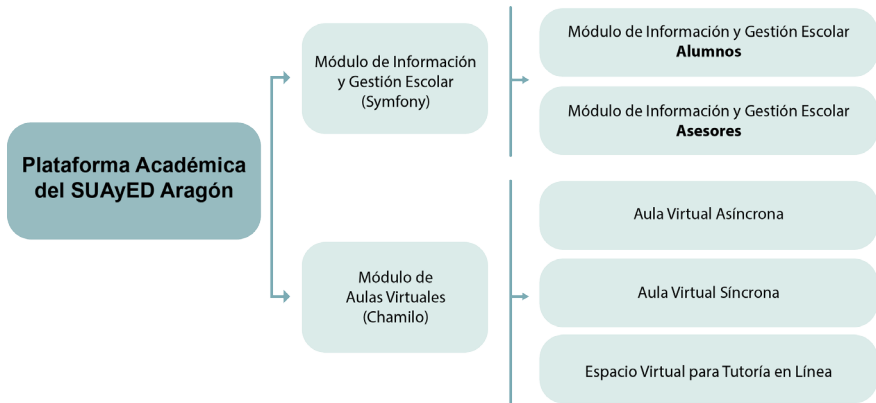 Plataforma Académica
del SUAyED Aragón
Módulo de Información
y Gestión Escolar
(Symfony)
Módulo de Información y Gestión Escolar
Alumnos
Módulo de Información y Gestión Escolar
Asesores
Módulo de
Aulas Virtuales
(Chamilo)
Aula Virtual Asíncrona
Aula Virtual Síncrona
Espacio Virtual para Tutoría en Línea